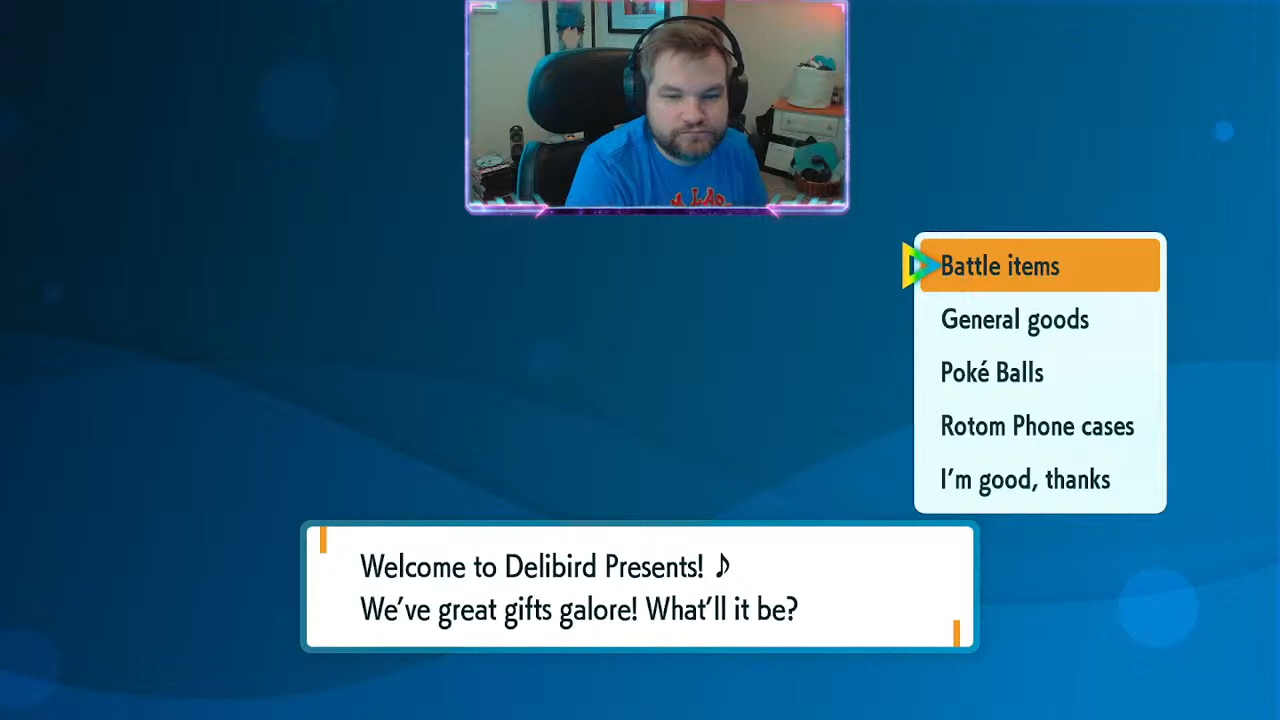 Battle items
General goods
Poké Balls
Rotom Phone cases
I'm good, thanks
Welcome to Delibird Presents! ♪
We've great gifts galore! What'll it be?